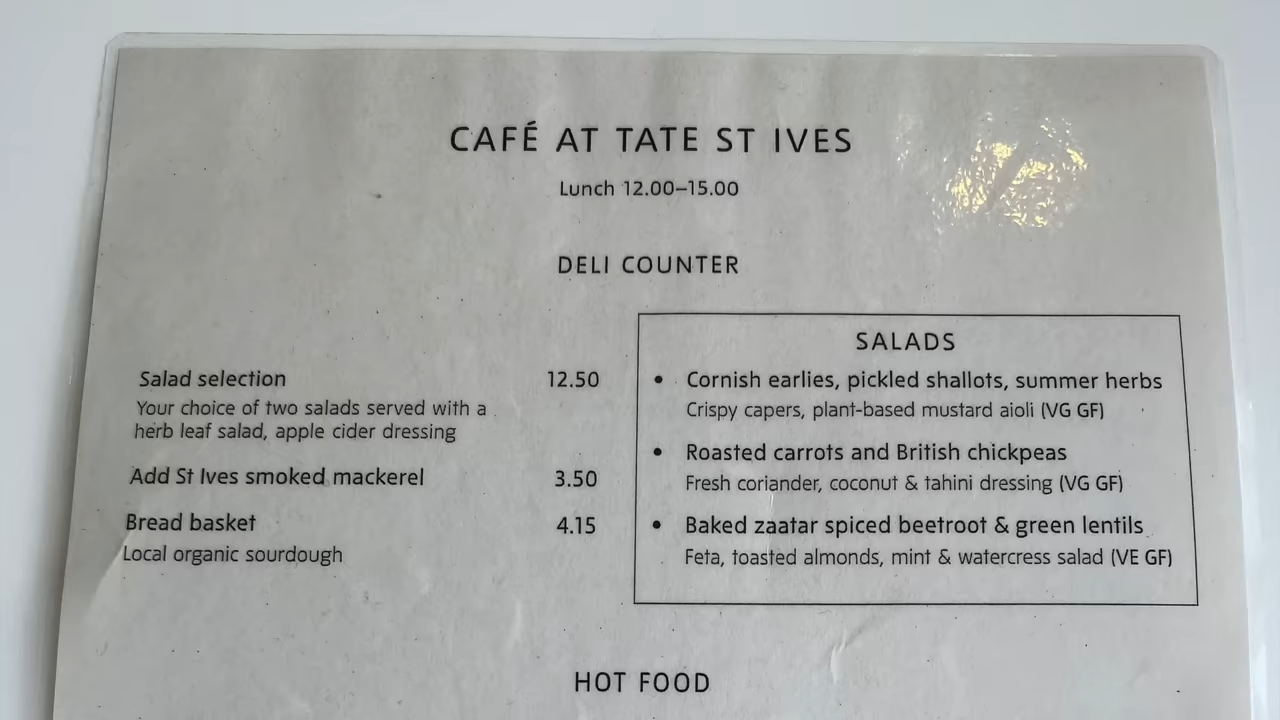 CAFÉ AT TATE ST IVES
Lunch 12.00–15.00
DELI COUNTER
Salad selection 12.50
Your choice of two salads served with a
herb leaf salad, apple cider dressing
Add St Ives smoked mackerel 3.50
Bread basket 4.15
Local organic sourdough
SALADS
• Cornish earlies, pickled shallots, summer herbs
Crispy capers, plant-based mustard aioli (VG GF)
• Roasted carrots and British chickpeas
Fresh coriander, coconut & tahini dressing (VG GF)
• Baked zaatar spiced beetroot & green lentils
Feta, toasted almonds, mint & watercress salad (VE GF)
HOT FOOD